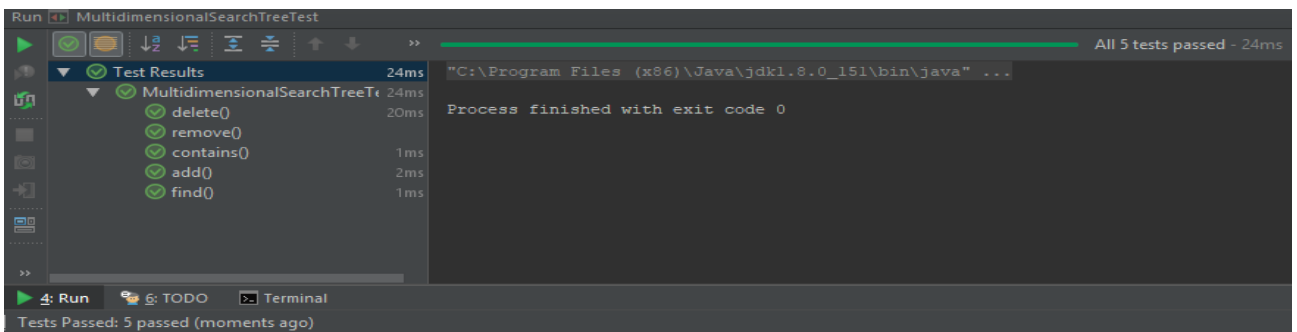 Run MultidimensionalSearchTreeTest
» All 5 tests passed - 24ms
Test Results 24ms
MultidimensionalSearchTreeTe 24ms
delete() 20ms
remove()
contains() 1ms
add() 2ms
find() 1ms
"C:\Program Files (x86)\Java\jdk1.8.0_151\bin\java" ...
Process finished with exit code 0
»
4: Run 6: TODO Terminal
Tests Passed: 5 passed (moments ago)